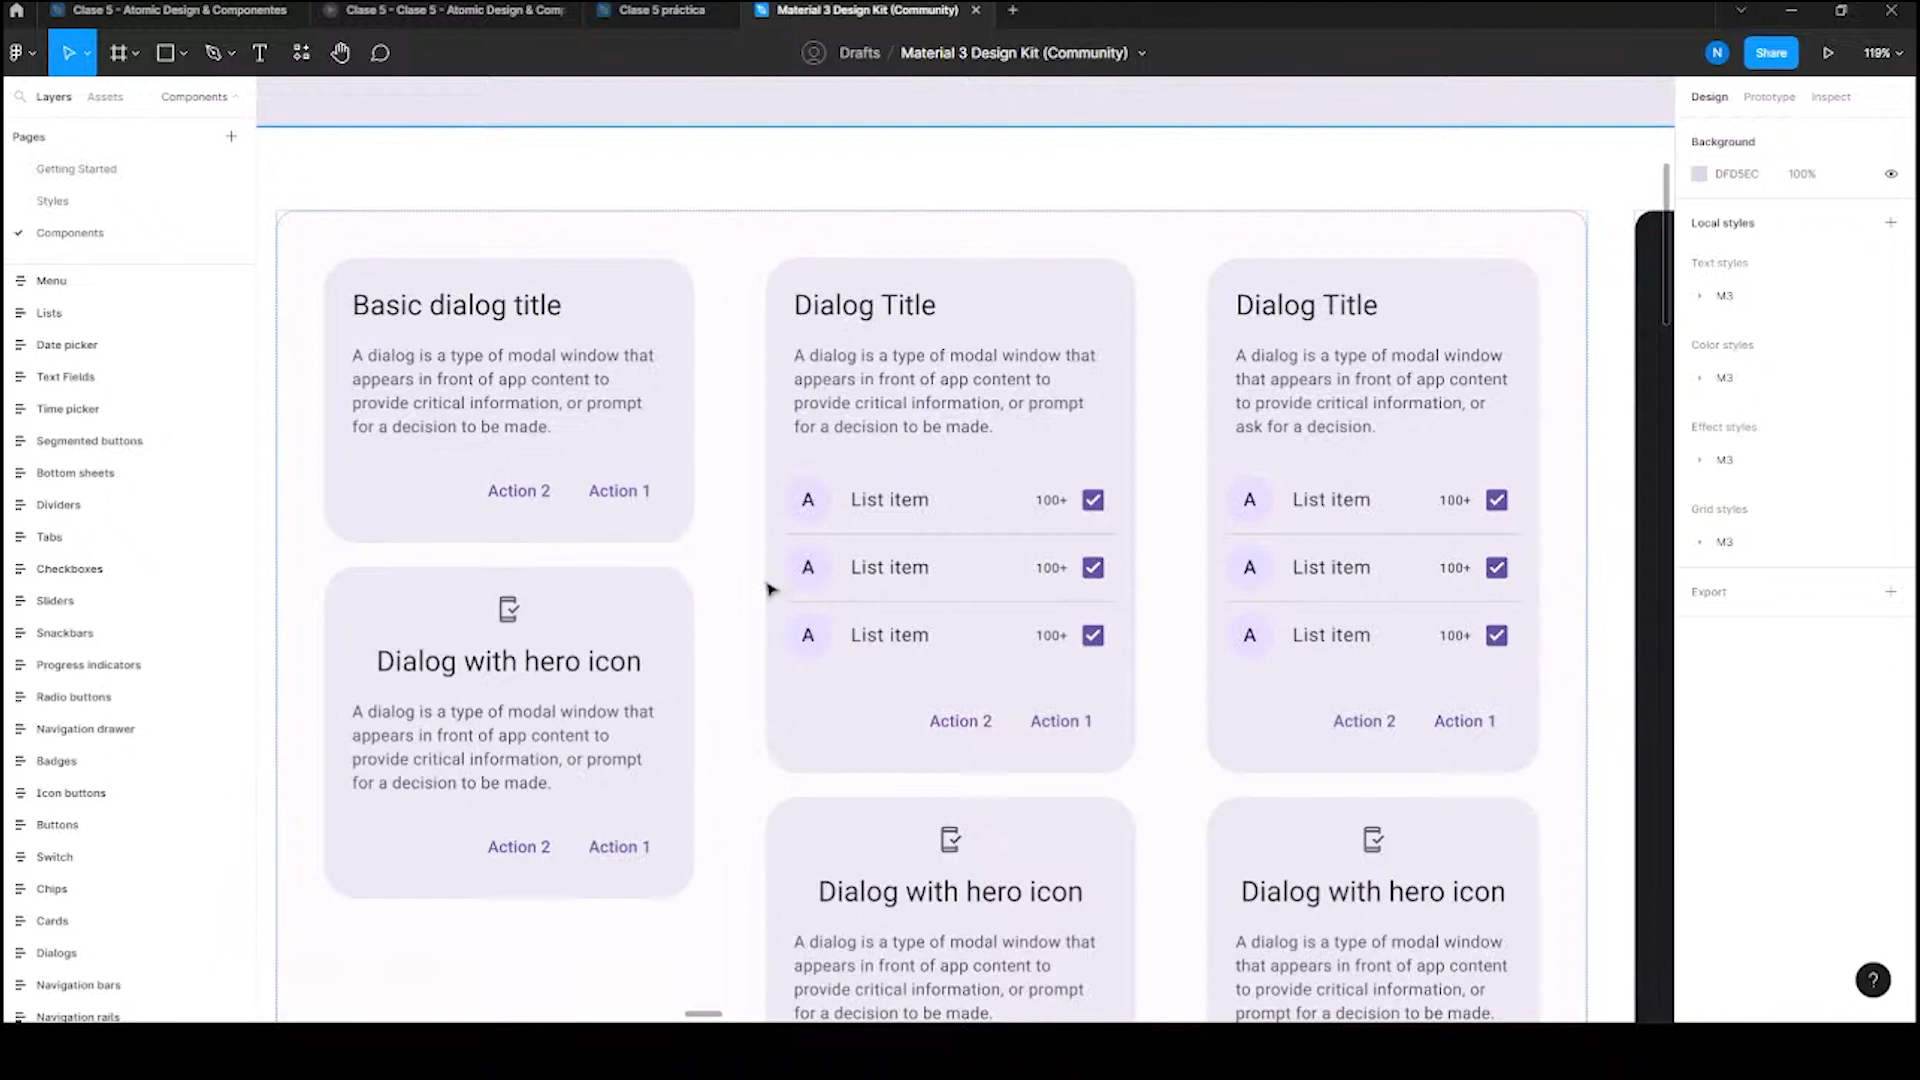 Clase 5 - Atomic Design & Componentes
Clase 5 - Clase 5 - Atomic Design & Com
Clase 5 práctica
Material 3 Design Kit (Community)
Drafts / Material 3 Design Kit (Community)
N
Share
119%
Layers
Assets
Components
Pages
Getting Started
Styles
Components
Menu
Lists
Date picker
Text Fields
Time picker
Segmented buttons
Bottom sheets
Dividers
Tabs
Checkboxes
Sliders
Snackbars
Progress indicators
Radio buttons
Navigation drawer
Badges
Icon buttons
Buttons
Switch
Chips
Cards
Dialogs
Navigation bars
Navigation rails
Basic dialog title
A dialog is a type of modal window that
appears in front of app content to
provide critical information, or prompt
for a decision to be made.
Action 2
Action 1
Dialog with hero icon
A dialog is a type of modal window that
appears in front of app content to
provide critical information, or prompt
for a decision to be made.
Action 2
Action 1
Dialog Title
A dialog is a type of modal window that
appears in front of app content to
provide critical information, or prompt
for a decision to be made.
A List item 100+
A List item 100+
A List item 100+
Action 2
Action 1
Dialog with hero icon
A dialog is a type of modal window that
appears in front of app content to
provide critical information, or prompt
for a decision to be made.
Dialog Title
A dialog is a type of modal window
that appears in front of app content
to provide critical information, or
ask for a decision.
A List item 100+
A List item 100+
A List item 100+
Action 2
Action 1
Dialog with hero icon
A dialog is a type of modal window
that appears in front of app content
to provide critical information, or
prompt for a decision to be made.
Design
Prototype
Inspect
Background
DFD5EC 100%
Local styles
Text styles
M3
Color styles
M3
Effect styles
M3
Grid styles
M3
Export
?